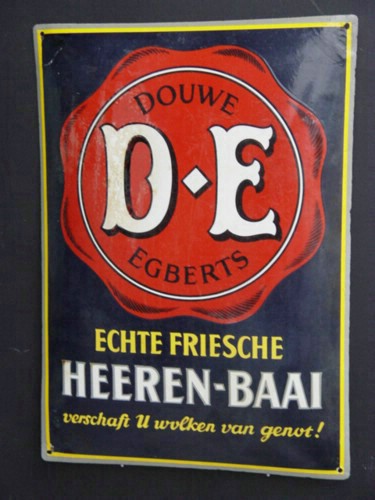 DOUWE
D·E
EGBERTS
ECHTE FRIESCHE
HEEREN-BAAI
verschaft U wolken van genot!